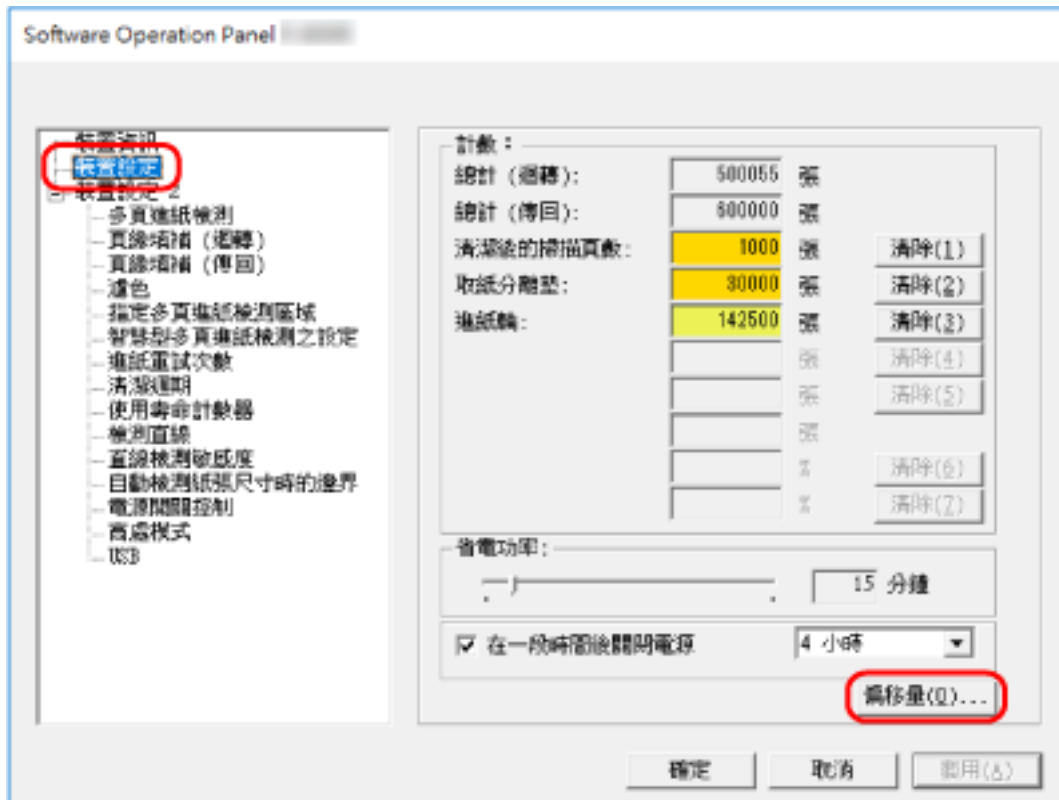 Software Operation Panel
裝置資訊
裝置設定
裝置設定 2
多頁進紙檢測
頁緣填補 (迴轉)
頁緣填補 (傳回)
濾色
指定多頁進紙檢測區域
智慧型多頁進紙檢測之設定
進紙重試次數
清潔週期
使用壽命計數器
檢測直線
直線檢測敏感度
自動檢測紙張尺寸時的邊界
電源開關控制
高處模式
USB
計數：
總計 (迴轉): 500055 張
總計 (傳回): 600000 張
清潔後的掃描頁數: 1000 張 清除(1)
取紙分離墊: 30000 張 清除(2)
進紙輪: 142500 張 清除(3)
張 清除(4)
張 清除(5)
張
% 清除(6)
% 清除(7)
省電功率:
15 分鐘
在一段時間後關閉電源 4 小時
偏移量(O)...
確定 取消 套用(A)